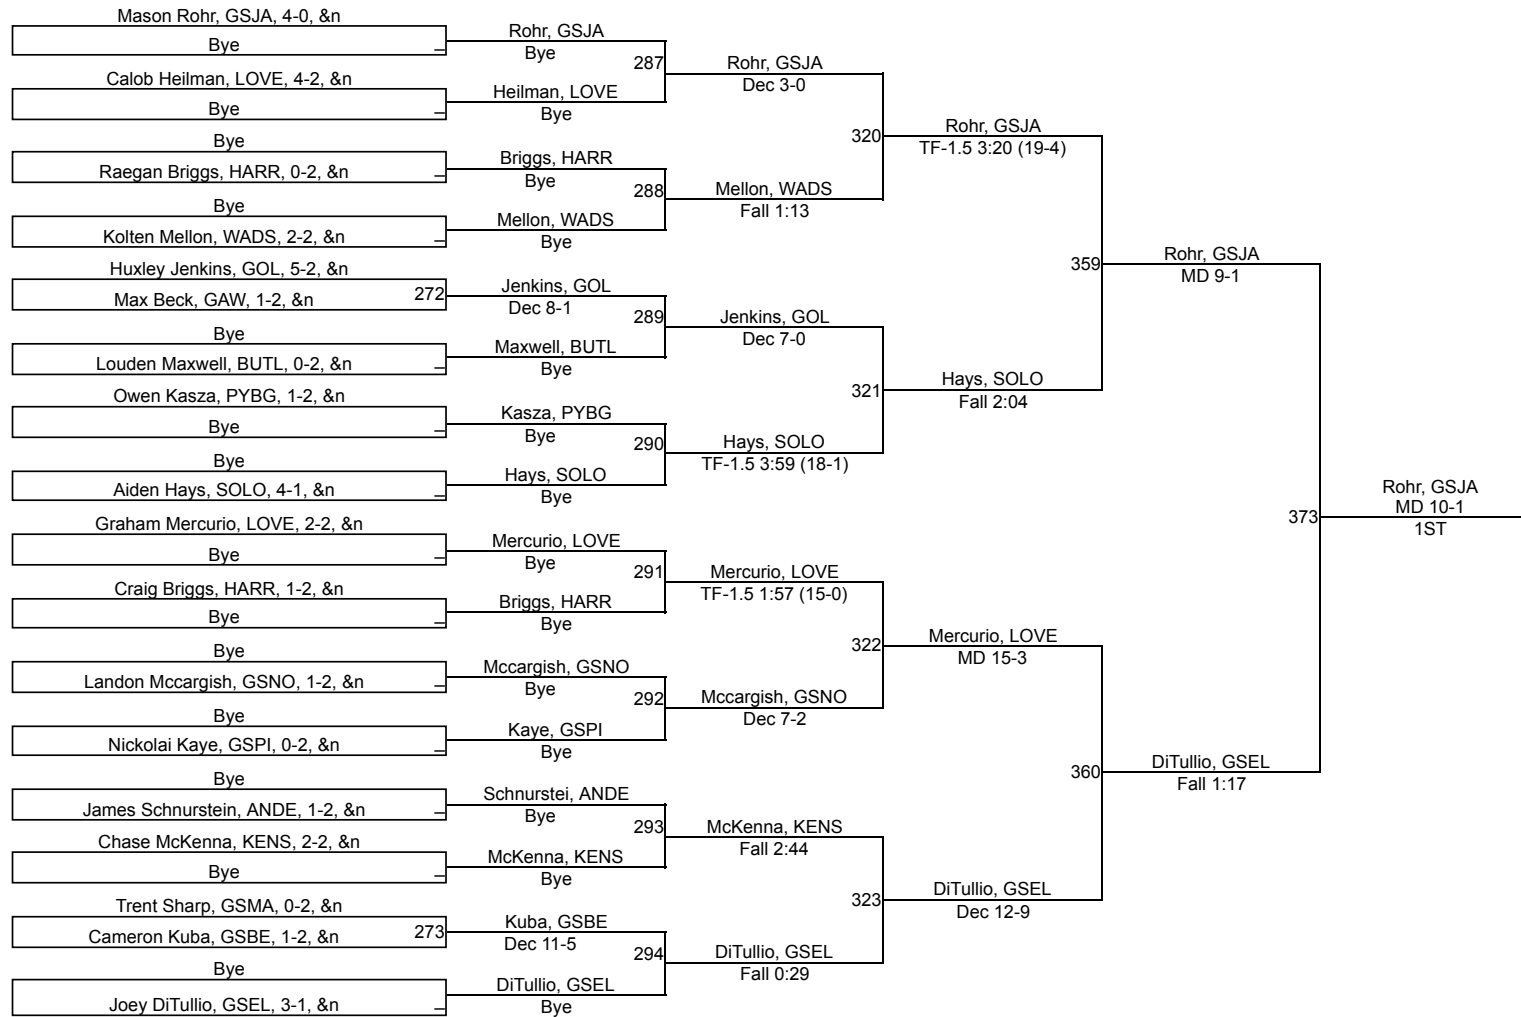 Mason Rohr, GSJA, 4-0, &n
Bye
_
Calob Heilman, LOVE, 4-2, &n
Bye
_
Bye
Raegan Briggs, HARR, 0-2, &n
_
Bye
Kolten Mellon, WADS, 2-2, &n
_
Huxley Jenkins, GOL, 5-2, &n
Max Beck, GAW, 1-2, &n
272
Bye
Louden Maxwell, BUTL, 0-2, &n
_
Owen Kasza, PYBG, 1-2, &n
Bye
_
Bye
Aiden Hays, SOLO, 4-1, &n
_
Graham Mercurio, LOVE, 2-2, &n
Bye
_
Craig Briggs, HARR, 1-2, &n
Bye
_
Bye
Landon Mccargish, GSNO, 1-2, &n
_
Bye
Nickolai Kaye, GSPI, 0-2, &n
_
Bye
James Schnurstein, ANDE, 1-2, &n
_
Chase McKenna, KENS, 2-2, &n
Bye
_
Trent Sharp, GSMA, 0-2, &n
Cameron Kuba, GSBE, 1-2, &n
273
Bye
Joey DiTullio, GSEL, 3-1, &n
_
Rohr, GSJA
Bye
287
Heilman, LOVE
Bye
Briggs, HARR
Bye
288
Mellon, WADS
Bye
Jenkins, GOL
Dec 8-1
289
Maxwell, BUTL
Bye
Kasza, PYBG
Bye
290
Hays, SOLO
Bye
Mercurio, LOVE
Bye
291
Briggs, HARR
Bye
Mccargish, GSNO
Bye
292
Kaye, GSPI
Bye
Schnurstei, ANDE
Bye
293
McKenna, KENS
Bye
Kuba, GSBE
Dec 11-5
294
DiTullio, GSEL
Bye
Rohr, GSJA
Dec 3-0
320
Mellon, WADS
Fall 1:13
Jenkins, GOL
Dec 7-0
321
Hays, SOLO
TF-1.5 3:59 (18-1)
Mercurio, LOVE
TF-1.5 1:57 (15-0)
322
Mccargish, GSNO
Dec 7-2
McKenna, KENS
Fall 2:44
323
DiTullio, GSEL
Fall 0:29
Rohr, GSJA
TF-1.5 3:20 (19-4)
359
Hays, SOLO
Fall 2:04
Mercurio, LOVE
MD 15-3
360
DiTullio, GSEL
Dec 12-9
Rohr, GSJA
MD 9-1
373
DiTullio, GSEL
Fall 1:17
Rohr, GSJA
MD 10-1
1ST